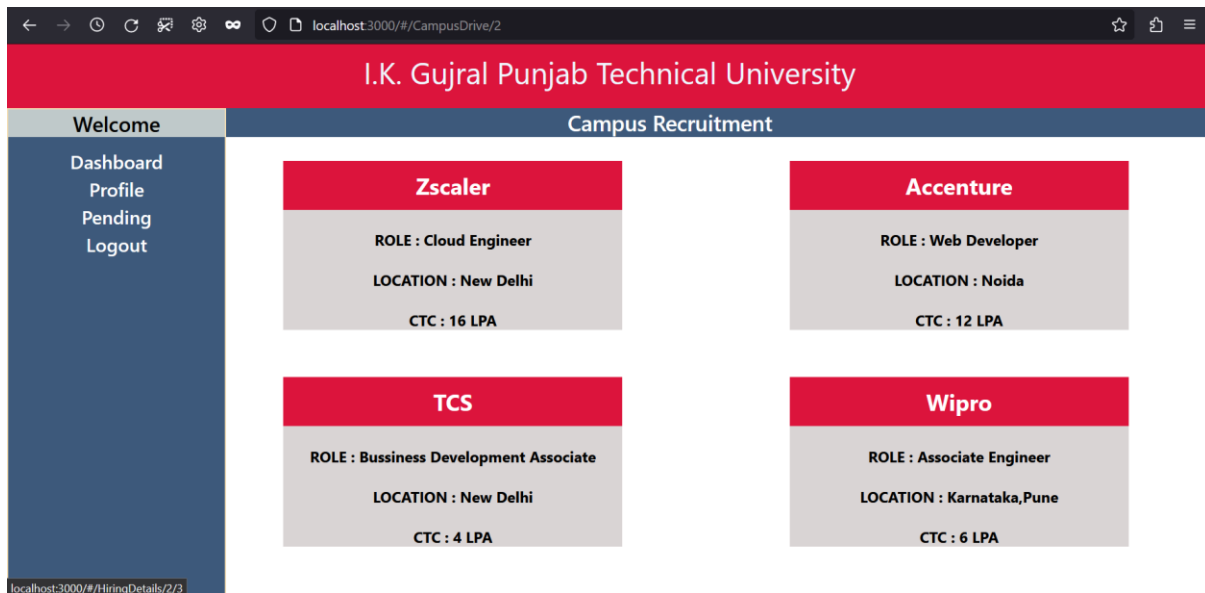 localhost:3000/#/CampusDrive/2
I.K. Gujral Punjab Technical University
Welcome
Campus Recruitment
Dashboard
Profile
Pending
Logout
Zscaler
ROLE : Cloud Engineer
LOCATION : New Delhi
CTC : 16 LPA
Accenture
ROLE : Web Developer
LOCATION : Noida
CTC : 12 LPA
TCS
ROLE : Bussiness Development Associate
LOCATION : New Delhi
CTC : 4 LPA
Wipro
ROLE : Associate Engineer
LOCATION : Karnataka,Pune
CTC : 6 LPA
localhost:3000/#/HiringDetails/2/3